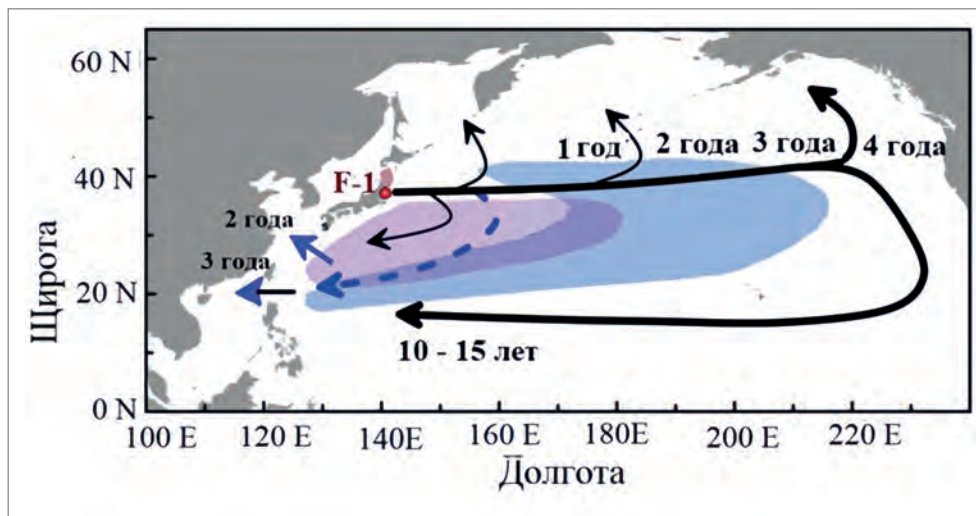 60 N
1 год 2 года 3 года 4 года
40 N
F-1
2 года
s
3 года
20 N
10 - 15 лет
0 N
100 E 120 E 140E 160 E 180E 200 E 220 E
Щирота
Долгота